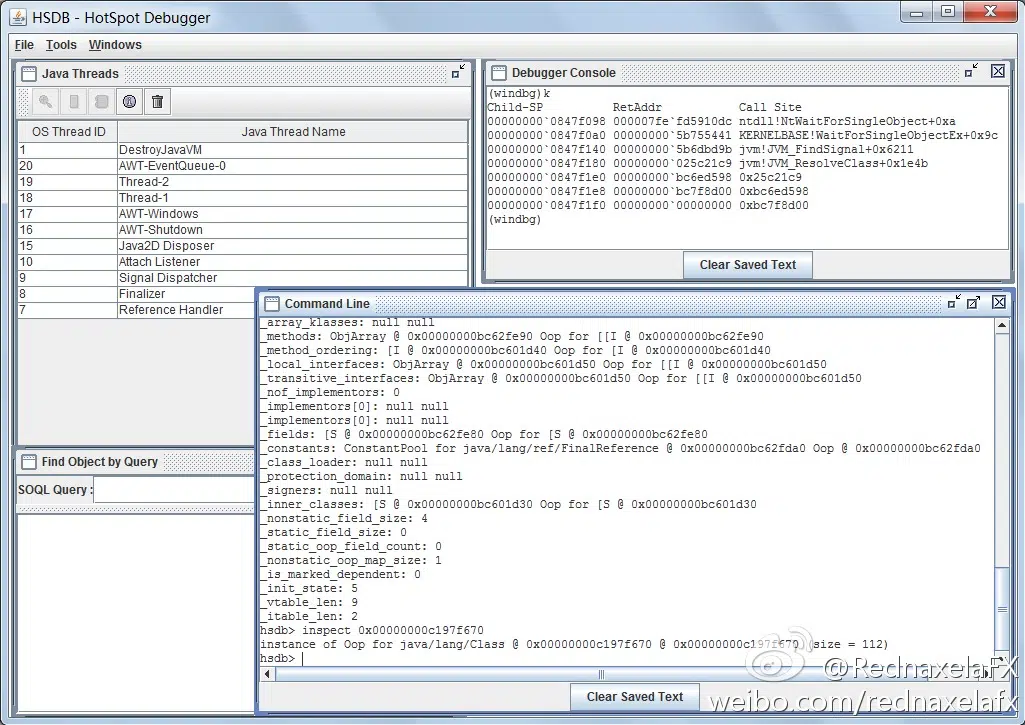 HSDB - HotSpot Debugger
File Tools Windows
Java Threads
OS Thread ID Java Thread Name
1 DestroyJavaVM
20 AWT-EventQueue-0
19 Thread-2
18 Thread-1
17 AWT-Windows
16 AWT-Shutdown
15 Java2D Disposer
10 Attach Listener
9 Signal Dispatcher
8 Finalizer
7 Reference Handler
Debugger Console
(windbg)k
Child-SP RetAddr Call Site
00000000`0847f098 000007fe`fd5910dc ntdll!NtWaitForSingleObject+0xa
00000000`0847f0a0 00000000`5b755441 KERNELBASE!WaitForSingleObjectEx+0x9c
00000000`0847f140 00000000`5b6dbd9b jvm!JVM_FindSignal+0x6211
00000000`0847f180 00000000`025c21c9 jvm!JVM_ResolveClass+0x1e4b
00000000`0847f1e0 00000000`bc6ed598 0x25c21c9
00000000`0847f1e8 00000000`bc7f8d00 0xbc6ed598
00000000`0847f1f0 00000000`00000000 0xbc7f8d00
(windbg)
Clear Saved Text
Find Object by Query
SOQL Query :
Command Line
_array_klasses: null null
_methods: ObjArray @ 0x00000000bc62fe90 Oop for [[I @ 0x00000000bc62fe90
_method_ordering: [I @ 0x00000000bc601d40 Oop for [I @ 0x00000000bc601d40
_local_interfaces: ObjArray @ 0x00000000bc601d50 Oop for [[I @ 0x00000000bc601d50
_transitive_interfaces: ObjArray @ 0x00000000bc601d50 Oop for [[I @ 0x00000000bc601d50
_nof_implementors: 0
_implementors[0]: null null
_implementors[0]: null null
_fields: [S @ 0x00000000bc62fe80 Oop for [S @ 0x00000000bc62fe80
_constants: ConstantPool for java/lang/ref/FinalReference @ 0x00000000bc62fda0 Oop @ 0x00000000bc62fda0
_class_loader: null null
_protection_domain: null null
_signers: null null
_inner_classes: [S @ 0x00000000bc601d30 Oop for [S @ 0x00000000bc601d30
_nonstatic_field_size: 4
_static_field_size: 0
_static_oop_field_count: 0
_nonstatic_oop_map_size: 1
_is_marked_dependent: 0
_init_state: 5
_vtable_len: 9
_itable_len: 2
hsdb> inspect 0x00000000c197f670
instance of Oop for java/lang/Class @ 0x00000000c197f670 @ 0x00000000c197f670 (size = 112)
hsdb>
Clear Saved Text
@RednaxelaFX
weibo.com/rednaxelafx